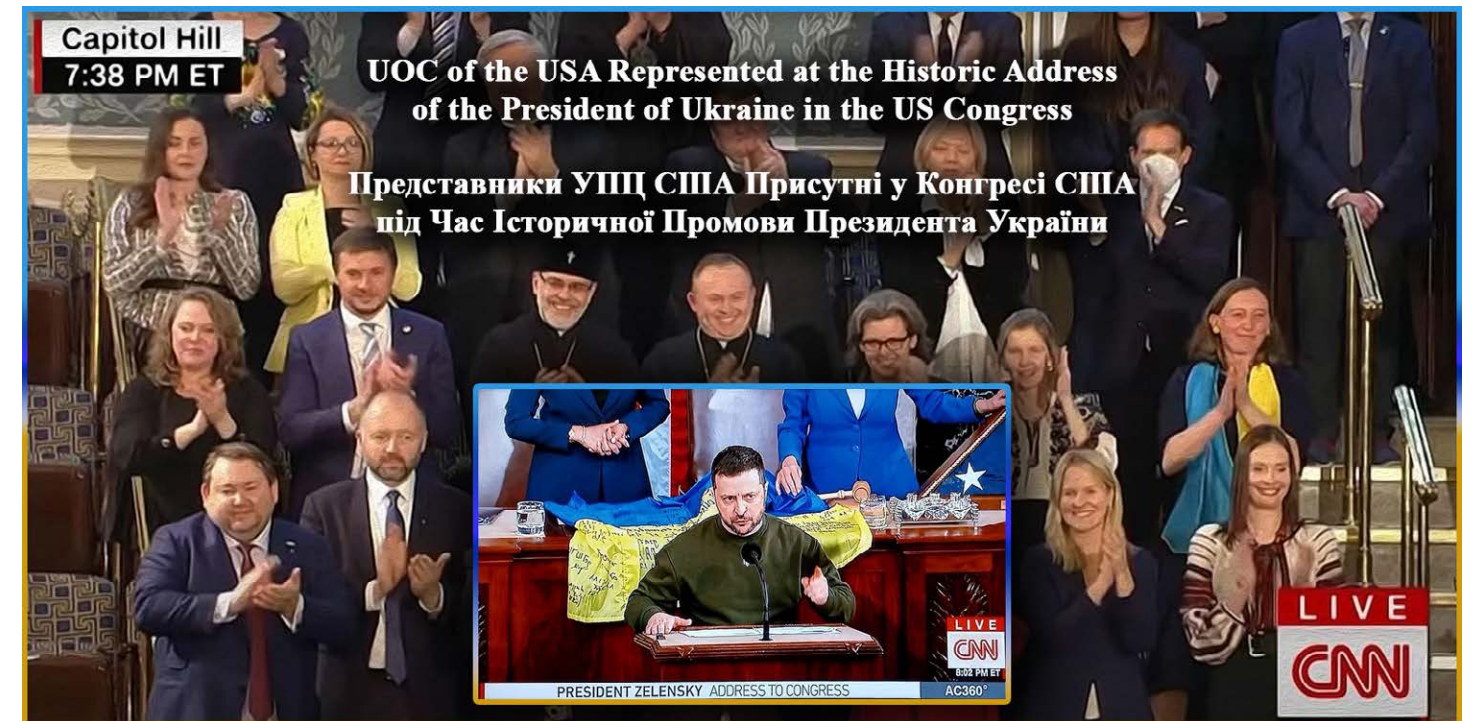 Capitol Hill
7:38 PM ET
UOC of the USA Represented at the Historic Address
of the President of Ukraine in the US Congress
Представники УПЦ США Присутні у Конгресі США
під Час Історичної Промови Президента України
LIVE
CNN
8:02 PM ET
PRESIDENT ZELENSKY ADDRESS TO CONGRESS
AC360°
LIVE
CNN